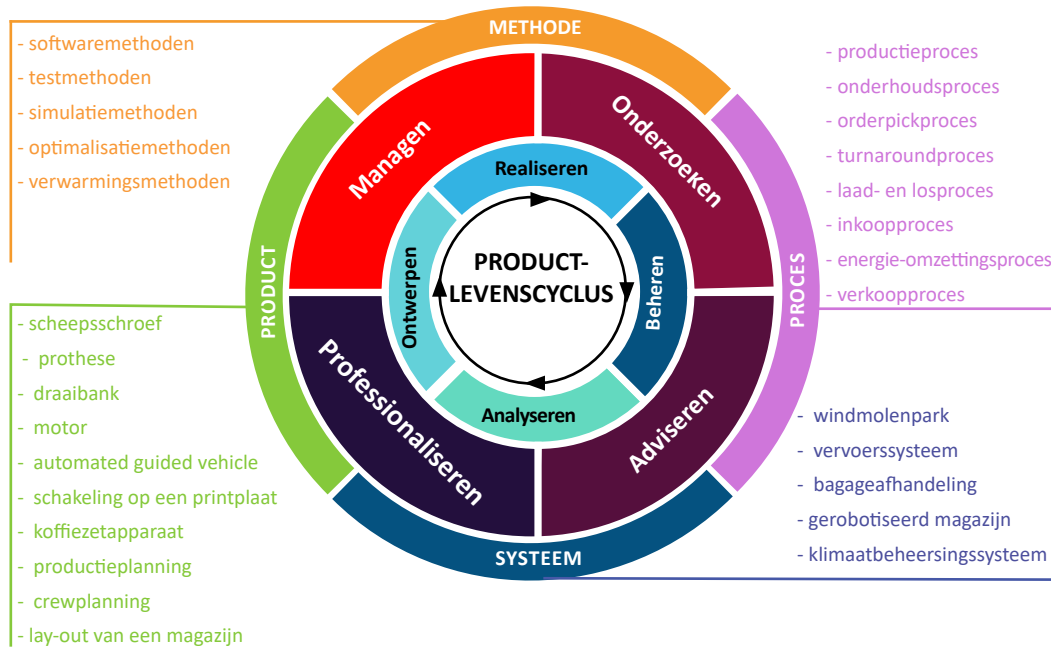 METHODE
- softwaremethoden
- testmethoden
- simulatiemethoden
- optimalisatiemethoden
- verwarmingsmethoden
- productieproces
- onderhoudsproces
- orderpickproces
- turnaroundproces
- laad- en losproces
- inkoopproces
- energie-omzettingsproces
- verkoopproces
Managen
Onderzoeken
Realiseren
PRODUCT
Ontwerpen
PRODUCT-
LEVENSCYCLUS
Beheren
PROCES
Analyseren
Professionaliseren
Adviseren
SYSTEEM
- scheepsschroef
- prothese
- draaibank
- motor
- automated guided vehicle
- schakeling op een printplaat
- koffiezetapparaat
- productieplanning
- crewplanning
- lay-out van een magazijn
- windmolenpark
- vervoerssysteem
- bagageafhandeling
- gerobotiseerd magazijn
- klimaatbeheersingssysteem